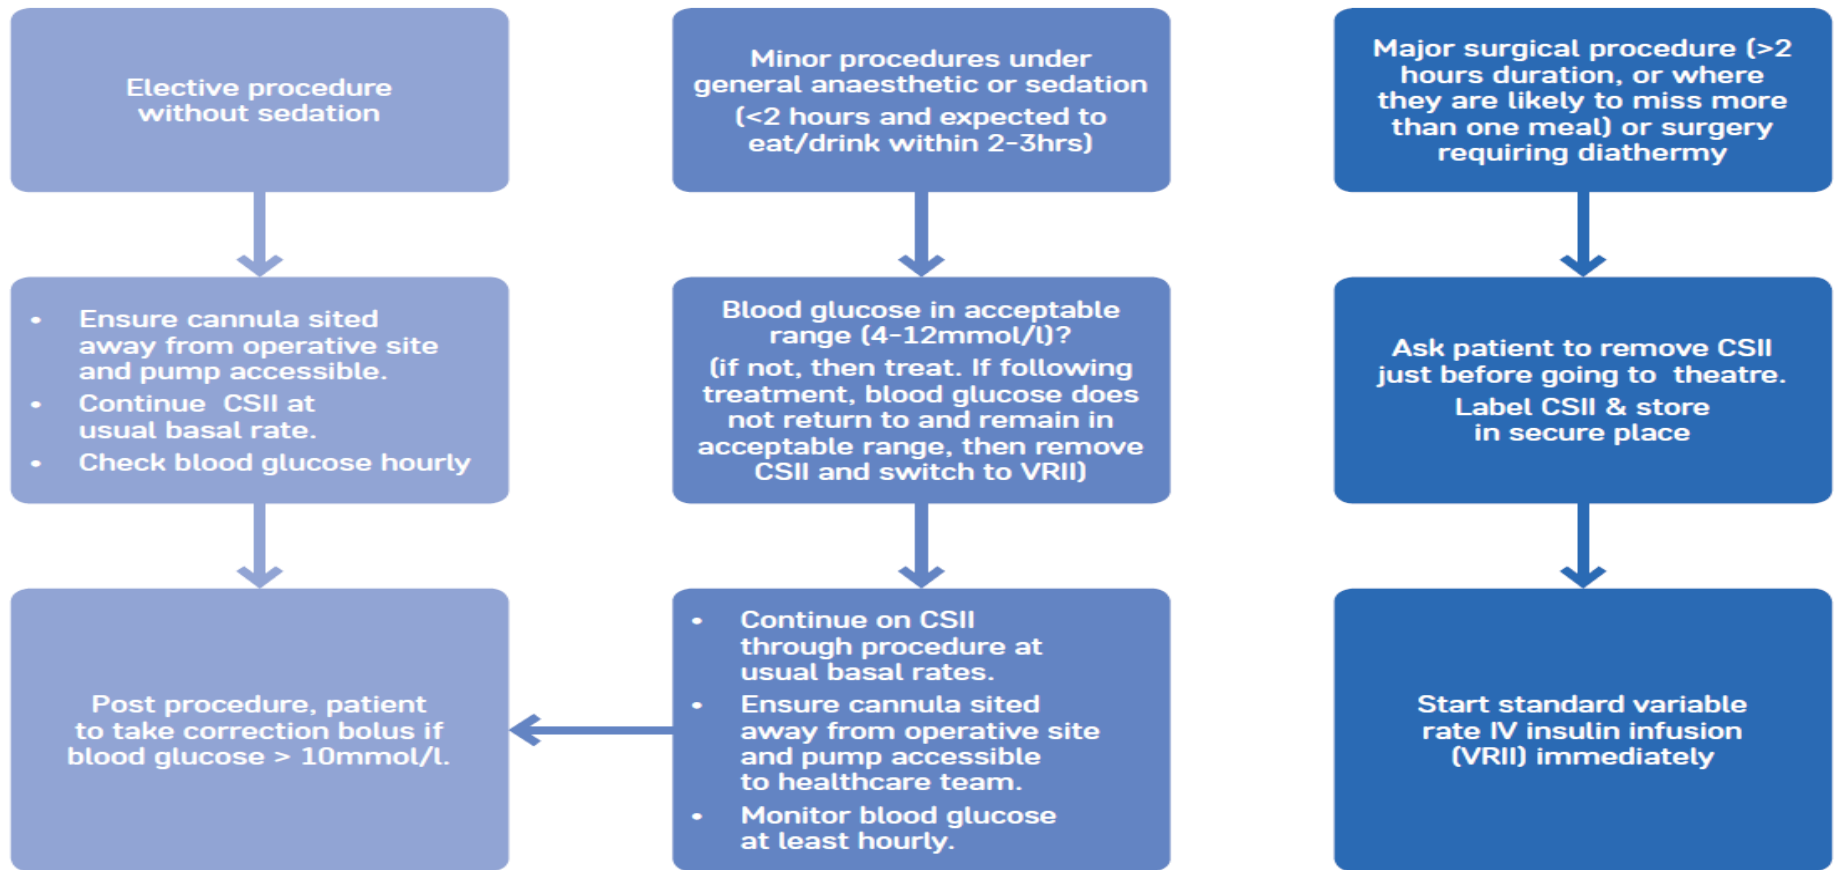 Elective procedure
without sedation
Minor procedures under
general anaesthetic or sedation
(<2 hours and expected to
eat/drink within 2-3hrs)
Major surgical procedure (>2
hours duration, or where
they are likely to miss more
than one meal) or surgery
requiring diathermy
• Ensure cannula sited
away from operative site
and pump accessible.
• Continue CSII at
usual basal rate.
• Check blood glucose hourly
Blood glucose in acceptable
range (4-12mmol/l)?
(if not, then treat. If following
treatment, blood glucose does
not return to and remain in
acceptable range, then remove
CSII and switch to VRII)
Ask patient to remove CSII
just before going to theatre.
Label CSII & store
in secure place
Post procedure, patient
to take correction bolus if
blood glucose > 10mmol/l.
• Continue on CSII
through procedure at
usual basal rates.
• Ensure cannula sited
away from operative site
and pump accessible
to healthcare team.
• Monitor blood glucose
at least hourly.
Start standard variable
rate IV insulin infusion
(VRII) immediately